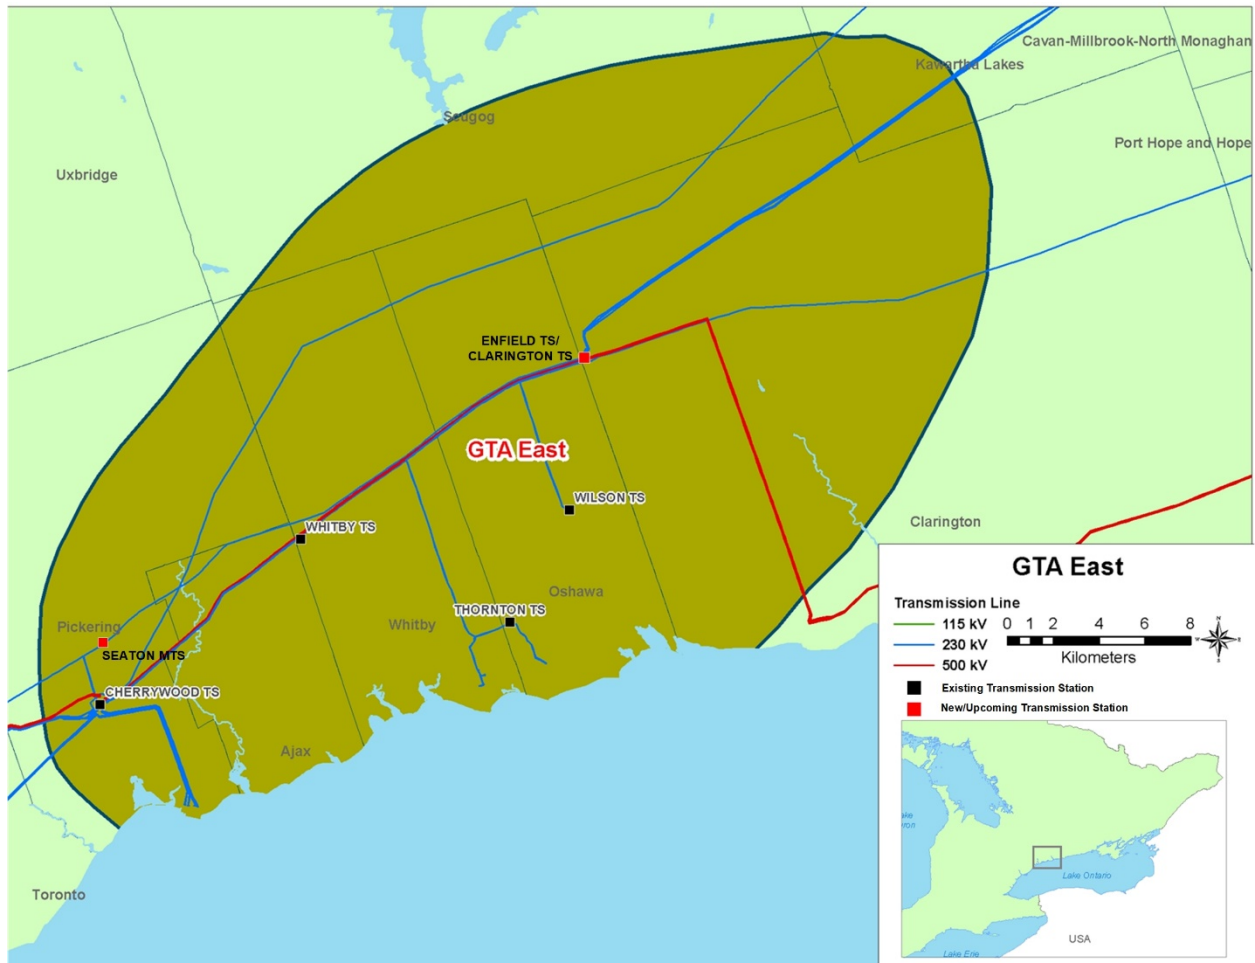 Cavan-Millbrook-North Monaghan
Kawartha Lakes
Scugog
Port Hope and Hope
Uxbridge
ENFIELD TS/
CLARINGTON TS
GTA East
WILSON TS
WHITBY TS
Clarington
Oshawa
THORNTON TS
Whitby
Pickering
SEATON MTS
CHERRYWOOD TS
Ajax
Toronto
GTA East
Transmission Line
115 kV
230 kV
500 kV
0 1 2 4 6 8
Kilometers
N
W E
S
Existing Transmission Station
New/Upcoming Transmission Station
Lake Ontario
USA
Lake Erie